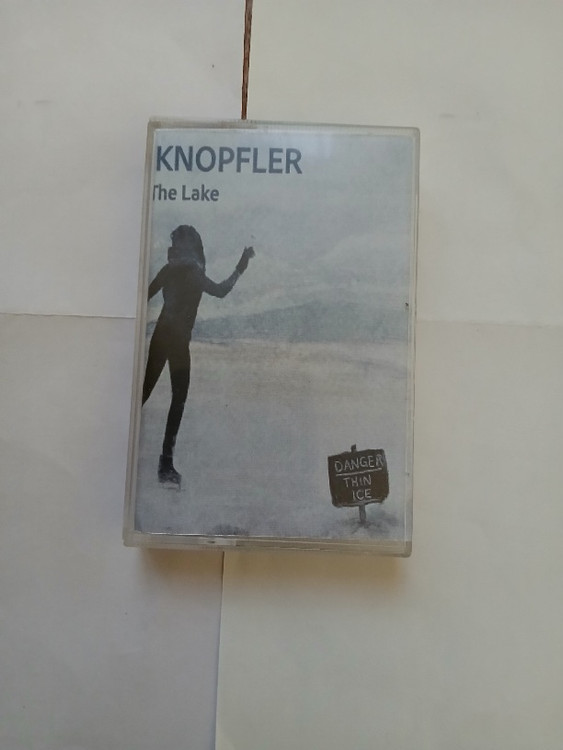 KNOPFLER
The Lake
DANGER
THIN
ICE